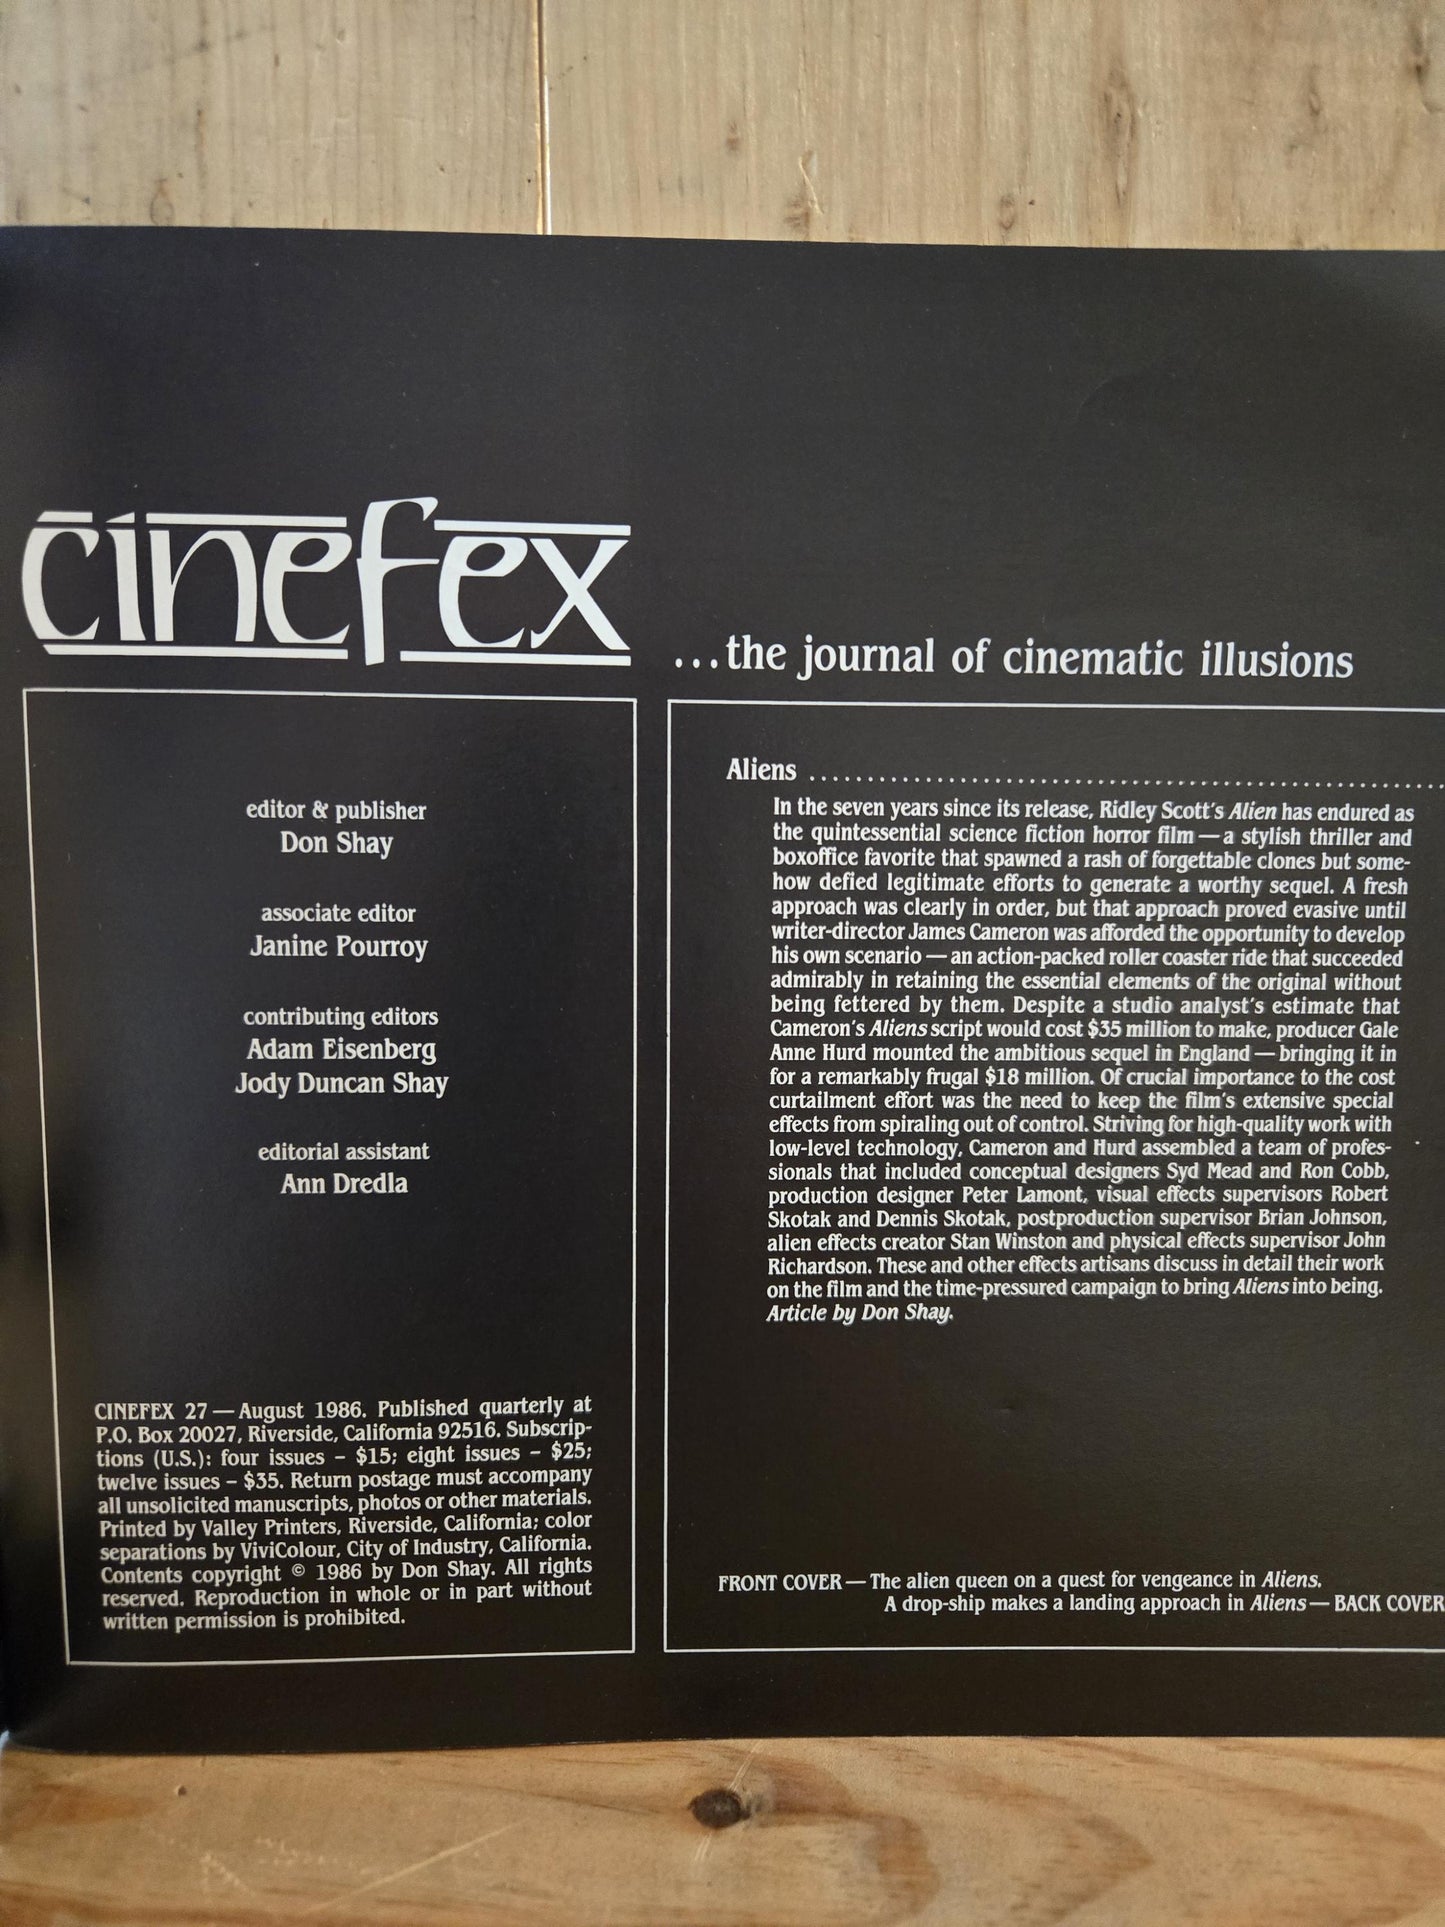 cinefex
...the journal of cinematic illusions
editor & publisher
Don Shay
associate editor
Janine Pourroy
contributing editors
Adam Eisenberg
Jody Duncan Shay
editorial assistant
Ann Dredla
CINEFEX 27 — August 1986. Published quarterly at
P.O. Box 20027, Riverside, California 92516. Subscrip-
tions (U.S.): four issues – $15; eight issues – $25;
twelve issues – $35. Return postage must accompany
all unsolicited manuscripts, photos or other materials.
Printed by Valley Printers, Riverside, California; color
separations by ViviColour, City of Industry, California.
Contents copyright © 1986 by Don Shay. All rights
reserved. Reproduction in whole or in part without
written permission is prohibited.
Aliens ......................................................
In the seven years since its release, Ridley Scott's Alien has endured as
the quintessential science fiction horror film — a stylish thriller and
boxoffice favorite that spawned a rash of forgettable clones but some-
how defied legitimate efforts to generate a worthy sequel. A fresh
approach was clearly in order, but that approach proved evasive until
writer-director James Cameron was afforded the opportunity to develop
his own scenario — an action-packed roller coaster ride that succeeded
admirably in retaining the essential elements of the original without
being fettered by them. Despite a studio analyst's estimate that
Cameron's Aliens script would cost $35 million to make, producer Gale
Anne Hurd mounted the ambitious sequel in England — bringing it in
for a remarkably frugal $18 million. Of crucial importance to the cost
curtailment effort was the need to keep the film's extensive special
effects from spiraling out of control. Striving for high-quality work with
low-level technology, Cameron and Hurd assembled a team of profes-
sionals that included conceptual designers Syd Mead and Ron Cobb,
production designer Peter Lamont, visual effects supervisors Robert
Skotak and Dennis Skotak, postproduction supervisor Brian Johnson,
alien effects creator Stan Winston and physical effects supervisor John
Richardson. These and other effects artisans discuss in detail their work
on the film and the time-pressured campaign to bring Aliens into being.
Article by Don Shay.
FRONT COVER — The alien queen on a quest for vengeance in Aliens.
A drop-ship makes a landing approach in Aliens — BACK COVER